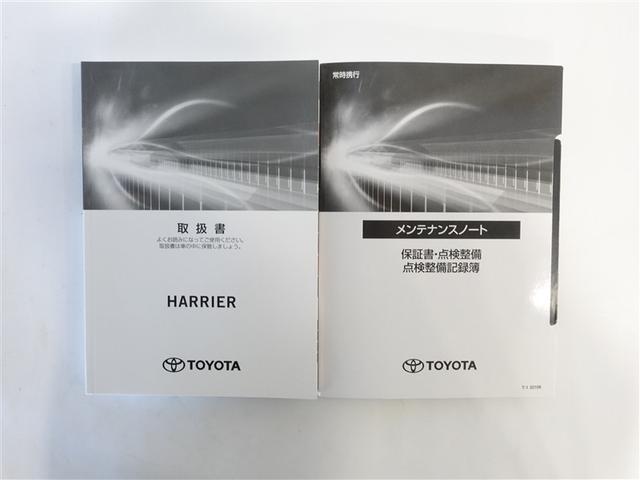 取扱書
よくお読みになってご使用ください。
取扱書は車の中に保管しましょう。
HARRIER
TOYOTA
常時携行
メンテナンスノート
保証書・点検整備
点検整備記録簿
TOYOTA